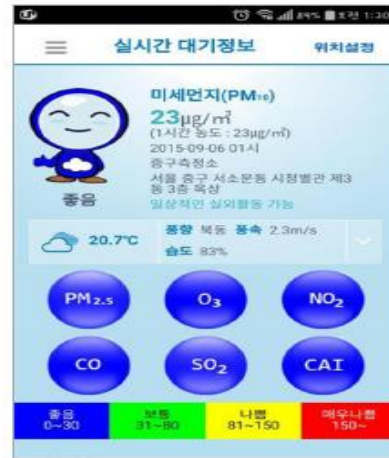 89% 오전 1:30
실시간 대기정보 위치설정
미세먼지(PM₁₀)
23µg/㎥
(1시간 농도 : 23µg/㎥)
2015-09-06 01시
중구측정소
서울 중구 서소문동 시청별관 제3
동 3층 옥상
일상적인 실외활동 가능
좋음
20.7℃
풍향 북동 풍속 2.3m/s
습도 83%
PM₂.₅ O₃ NO₂
CO SO₂ CAI
좋음 보통 나쁨 매우나쁨
0~30 31~80 81~150 150~